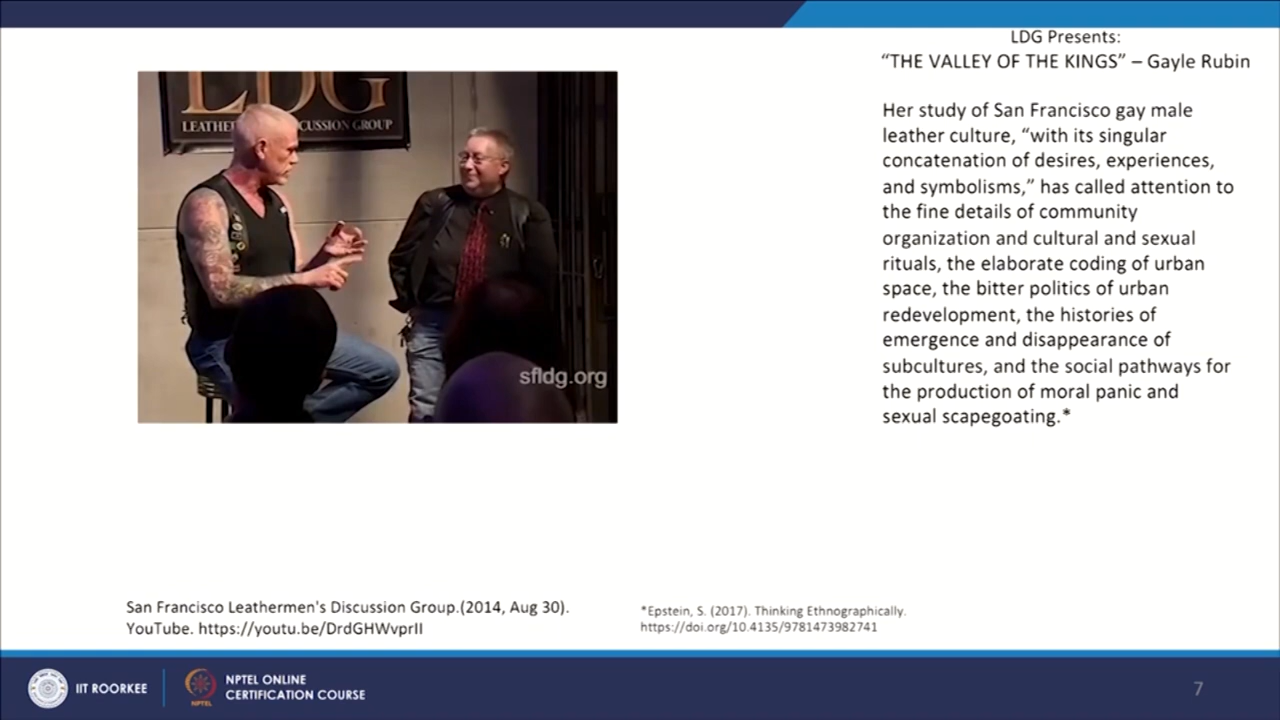 LDG Presents:
“THE VALLEY OF THE KINGS” – Gayle Rubin
LDG
LEATHE CUSSION GROUP
Her study of San Francisco gay male
leather culture, “with its singular
concatenation of desires, experiences,
and symbolisms,” has called attention to
the fine details of community
organization and cultural and sexual
rituals, the elaborate coding of urban
space, the bitter politics of urban
redevelopment, the histories of
emergence and disappearance of
subcultures, and the social pathways for
the production of moral panic and
sexual scapegoating.*
sfldg.org
San Francisco Leathermen's Discussion Group.(2014, Aug 30).
YouTube. https://youtu.be/DrdGHWvprII
*Epstein, S. (2017). Thinking Ethnographically.
https://doi.org/10.4135/9781473982741
IIT ROORKEE
NPTEL
NPTEL ONLINE
CERTIFICATION COURSE
7